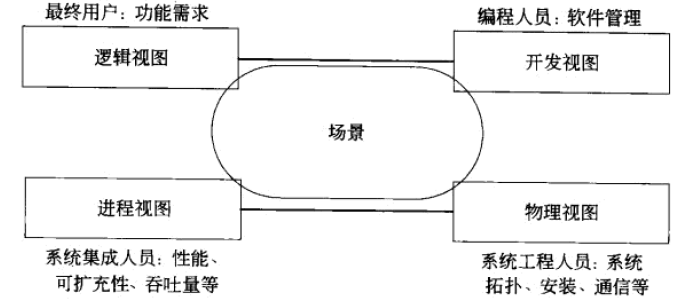 最终用户：功能需求
编程人员：软件管理
逻辑视图
开发视图
场景
进程视图
物理视图
系统集成人员：性能、
可扩充性、吞吐量等
系统工程人员：系统
拓扑、安装、通信等